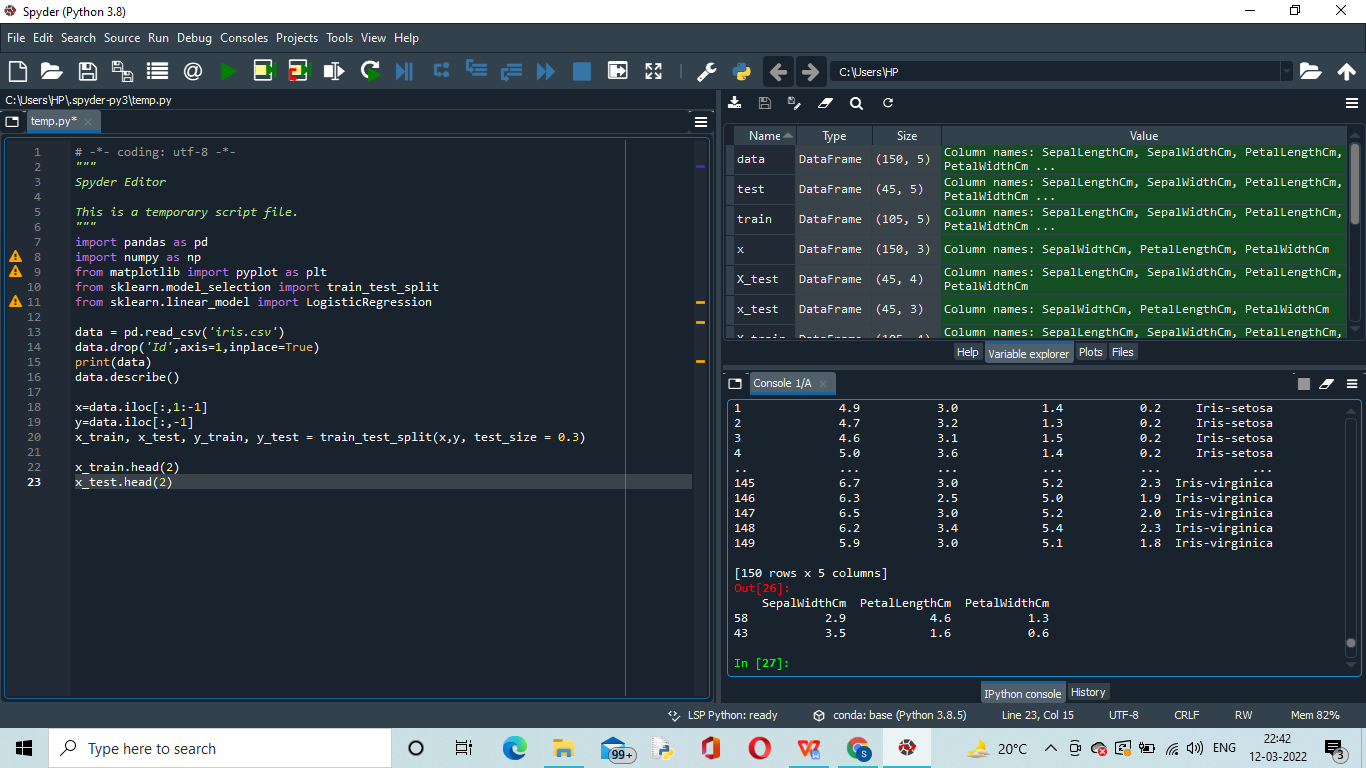 Spyder (Python 3.8)
File Edit Search Source Run Debug Consoles Projects Tools View Help
C:\Users\HP
C:\Users\HP\.spyder-py3\temp.py
temp.py*
1 # -*- coding: utf-8 -*-
2 """
3 Spyder Editor
4
5 This is a temporary script file.
6 """
7 import pandas as pd
8 import numpy as np
9 from matplotlib import pyplot as plt
10 from sklearn.model_selection import train_test_split
11 from sklearn.linear_model import LogisticRegression
12
13 data = pd.read_csv('iris.csv')
14 data.drop('Id',axis=1,inplace=True)
15 print(data)
16 data.describe()
17
18 x=data.iloc[:,1:-1]
19 y=data.iloc[:,-1]
20 x_train, x_test, y_train, y_test = train_test_split(x,y, test_size = 0.3)
21
22 x_train.head(2)
23 x_test.head(2)
Name Type Size Value
data DataFrame (150, 5) Column names: SepalLengthCm, SepalWidthCm, PetalLengthCm,
PetalWidthCm ...
test DataFrame (45, 5) Column names: SepalLengthCm, SepalWidthCm, PetalLengthCm,
PetalWidthCm ...
train DataFrame (105, 5) Column names: SepalLengthCm, SepalWidthCm, PetalLengthCm,
PetalWidthCm ...
x DataFrame (150, 3) Column names: SepalWidthCm, PetalLengthCm, PetalWidthCm
X_test DataFrame (45, 4) Column names: SepalLengthCm, SepalWidthCm, PetalLengthCm,
PetalWidthCm
x_test DataFrame (45, 3) Column names: SepalWidthCm, PetalLengthCm, PetalWidthCm
Column names: SepalLengthCm, SepalWidthCm, PetalLengthCm,
Help Variable explorer Plots Files
Console 1/A
1 4.9 3.0 1.4 0.2 Iris-setosa
2 4.7 3.2 1.3 0.2 Iris-setosa
3 4.6 3.1 1.5 0.2 Iris-setosa
4 5.0 3.6 1.4 0.2 Iris-setosa
.. ... ... ... ... ...
145 6.7 3.0 5.2 2.3 Iris-virginica
146 6.3 2.5 5.0 1.9 Iris-virginica
147 6.5 3.0 5.2 2.0 Iris-virginica
148 6.2 3.4 5.4 2.3 Iris-virginica
149 5.9 3.0 5.1 1.8 Iris-virginica
[150 rows x 5 columns]
Out[26]:
SepalWidthCm PetalLengthCm PetalWidthCm
58 2.9 4.6 1.3
43 3.5 1.6 0.6
In [27]:
IPython console History
LSP Python: ready conda: base (Python 3.8.5) Line 23, Col 15 UTF-8 CRLF RW Mem 82%
Type here to search
99+
S
20°C
ENG
22:42
12-03-2022
3